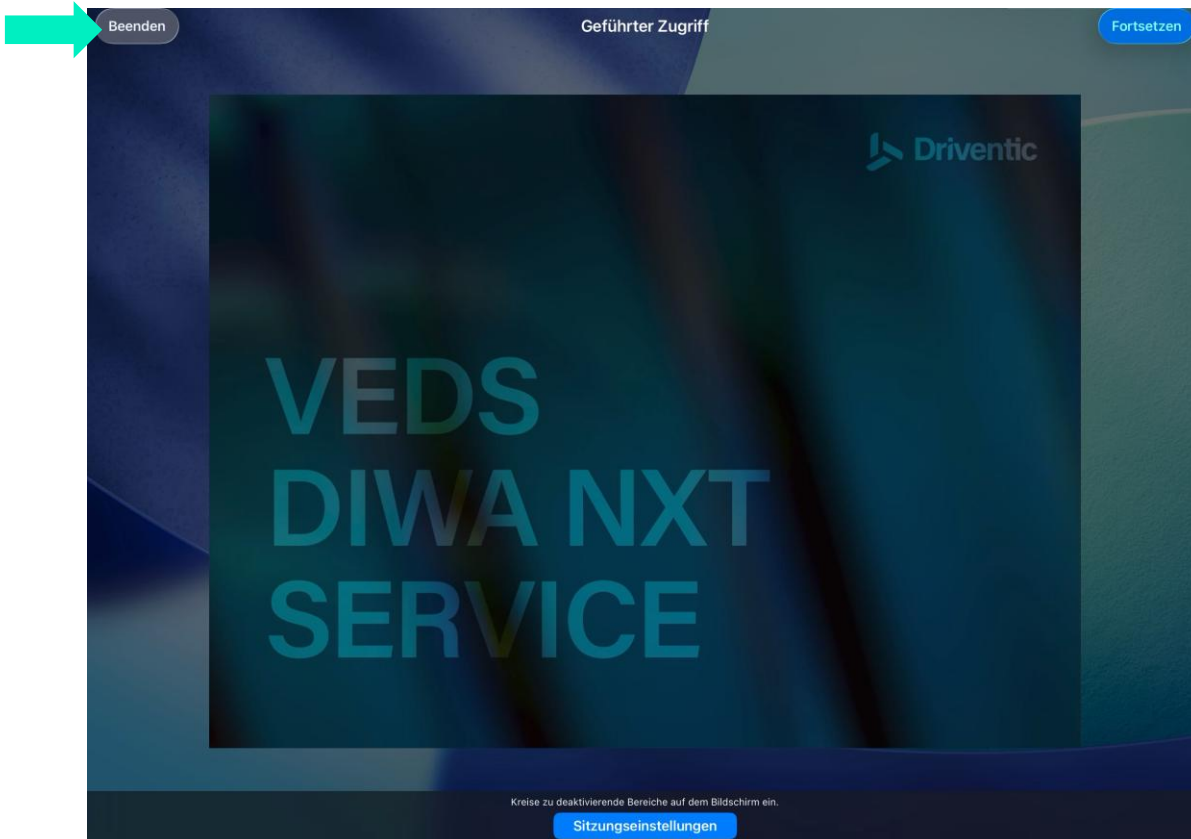 Beenden
Geführter Zugriff
Fortsetzen
Driventic
VEDS
DIWA NXT
SERVICE
Kreise zu deaktivierende Bereiche auf dem Bildschirm ein.
Sitzungseinstellungen